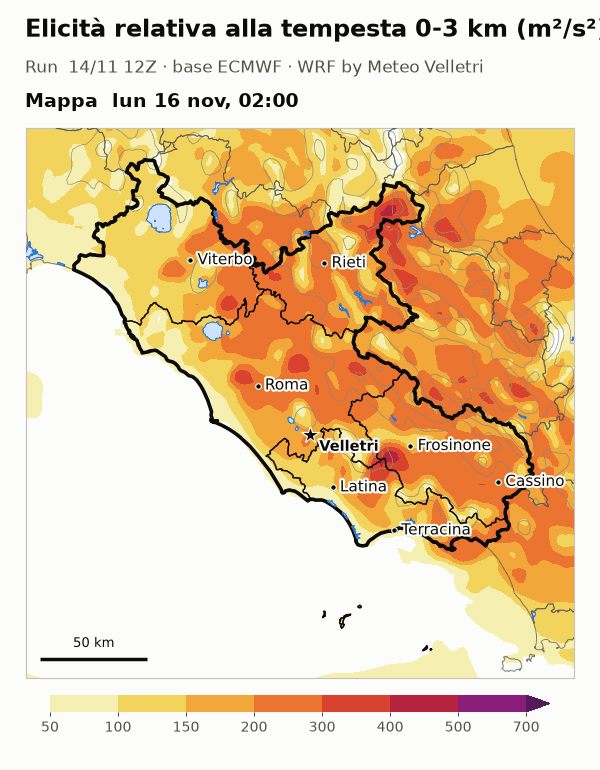 Elicità relativa alla tempesta 0-3 km (m²/s²)
Run 14/11 12Z · base ECMWF · WRF by Meteo Velletri
Mappa lun 16 nov, 02:00
Viterbo
Rieti
Roma
Velletri
Frosinone
Latina
Cassino
Terracina
50 km
50 100 150 200 300 400 500 700